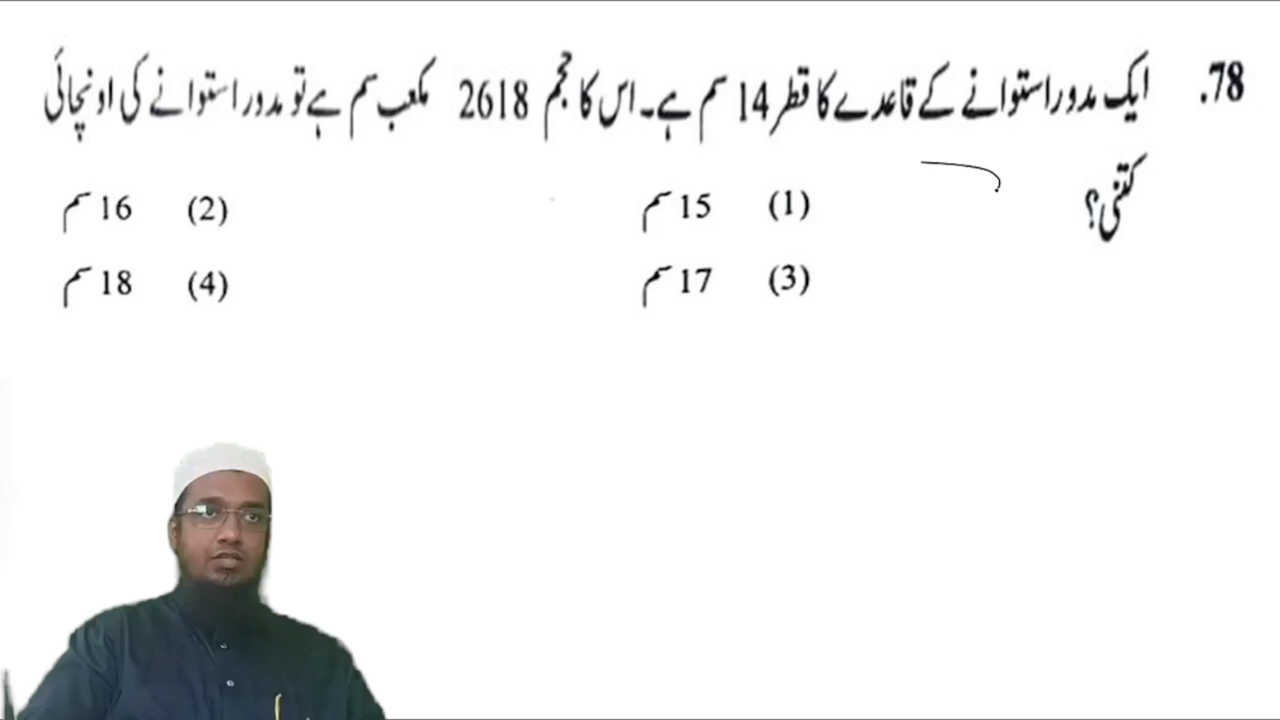 78. ایک مدور استوانے کے قاعدے کا قطر 14 سم ہے۔ اس کا حجم 2618 مکعب سم ہے تو مدور استوانے کی اونچائی
کتنی؟
(1) 15 سم (2) 16 سم
(3) 17 سم (4) 18 سم